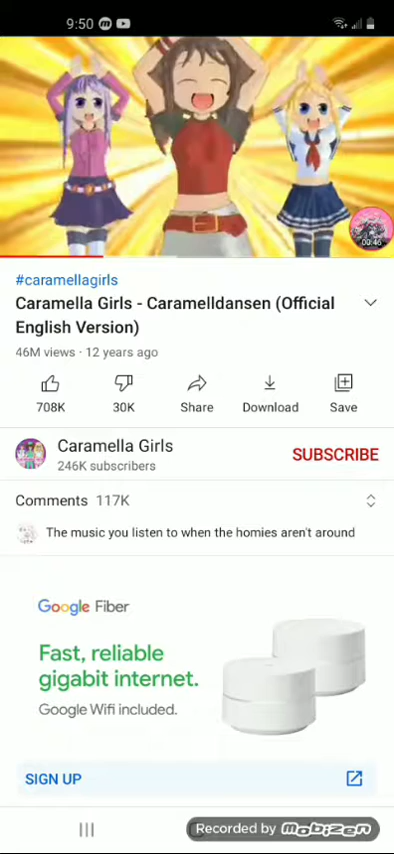 9:50
00:46
#caramellagirls
Caramella Girls - Caramelldansen (Official
English Version)
46M views · 12 years ago
708K
30K
Share
Download
Save
Caramella Girls
246K subscribers
SUBSCRIBE
Comments 117K
The music you listen to when the homies aren't around
Google Fiber
Fast, reliable
gigabit internet.
Google Wifi included.
SIGN UP
Recorded by mobizen